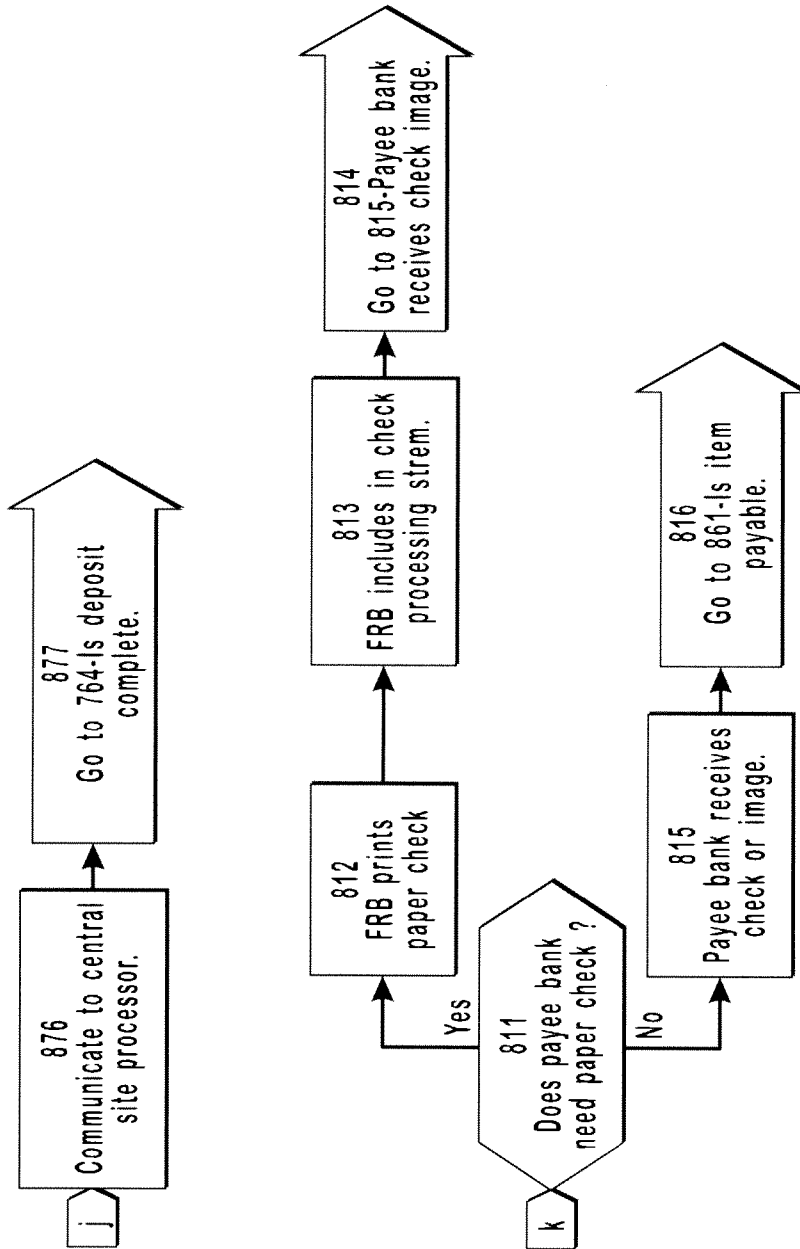 j
876
Communicate to central
site processor.
877
Go to 764-Is deposit
complete.
k
811
Does payee bank
need paper check ?
Yes
812
FRB prints
paper check
813
FRB includes in check
processing strem.
814
Go to 815-Payee bank
receives check image.
No
815
Payee bank receives
check or image.
816
Go to 861-Is item
payable.